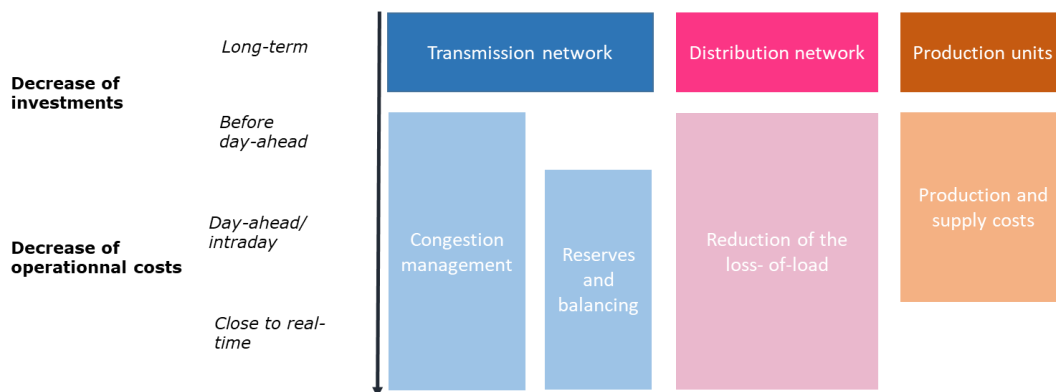 Long-term
Transmission network
Distribution network
Production units
Decrease of
investments
Before
day-ahead
Day-ahead/
intraday
Decrease of
operationnal costs
Congestion
management
Reserves
and
balancing
Reduction of the
loss- of-load
Production and
supply costs
Close to real-
time